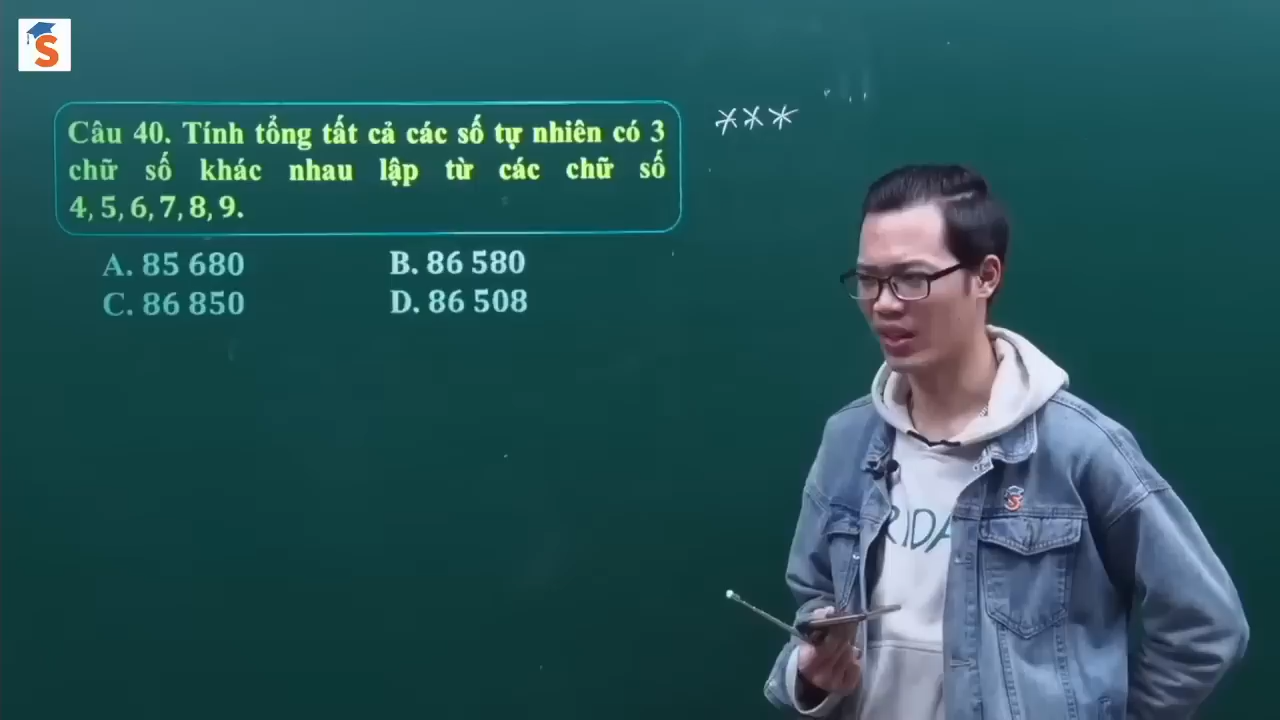 S
Câu 40. Tính tổng tất cả các số tự nhiên có 3
chữ số khác nhau lập từ các chữ số
4, 5, 6, 7, 8, 9.
***
A. 85 680
B. 86 580
C. 86 850
D. 86 508
RIDA
S